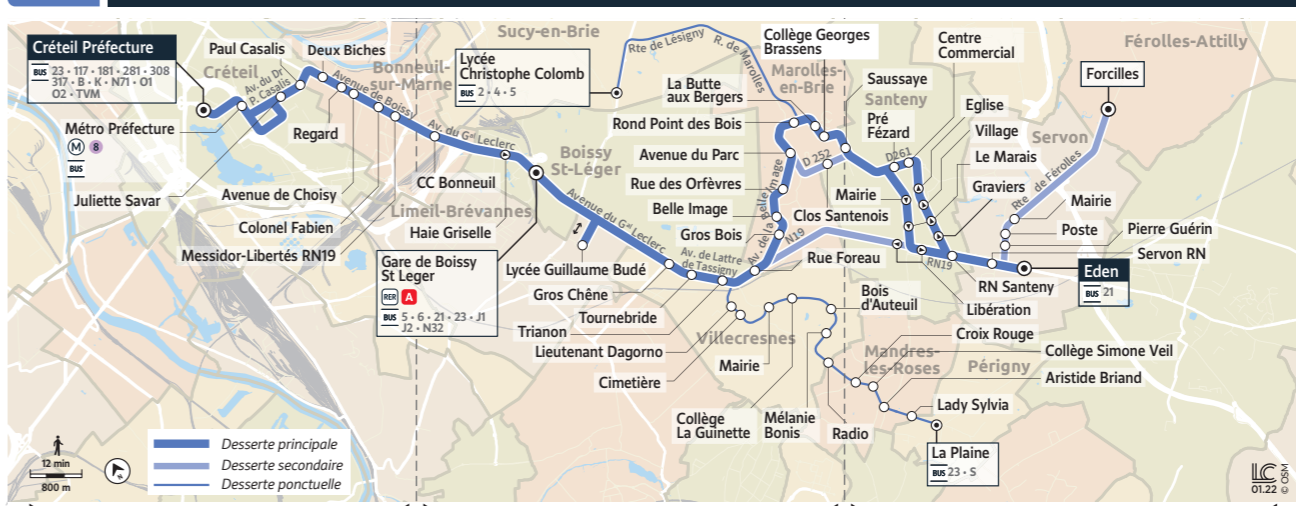 Créteil Préfecture
BUS 23 • 117 • 181 • 281 • 308
317 • B • K • N71 • O1
O2 • TVM
Paul Casalis
Deux Biches
Créteil
Av. du Dr
P. Casalis
Bonneuil-
sur-Marne
Avenue de Boissy
Métro Préfecture
M 8
BUS
Juliette Savar
Regard
Avenue de Choisy
Colonel Fabien
Messidor-Libertés RN19
Av. du Gal Leclerc
CC Bonneuil
Limeil-Brévannes
Haie Griselle
Sucy-en-Brie
Lycée
Christophe Colomb
BUS 2 • 4 • 5
Rte de Lésigny
R. de Marolles
Boissy
St-Léger
Gare de Boissy
St Leger
RER A
BUS 5 • 6 • 21 • 23 • J1
J2 • N32
Avenue du Gal Leclerc
Lycée Guillaume Budé
Gros Chêne
Tournebride
Trianon
Av. de Lattre
de Tassigny
Lieutenant Dagorno
Cimetière
Villecresnes
Mairie
Collège
La Guinette
Mélanie
Bonis
Radio
Bois
d'Auteuil
Croix Rouge
Mandres-
les-Roses
Collège Simone Veil
Périgny
Aristide Briand
Lady Sylvia
La Plaine
BUS 23 • S
Collège Georges
Brassens
Marolles
en-Brie
La Butte
aux Bergers
Rond Point des Bois
Avenue du Parc
Rue des Orfèvres
Belle Image
Gros Bois
Av. de la Belle Image
N19
D 252
Rue Foreau
Clos Santenois
Mairie
Saussaye
Santeny
Pré
Fézard
D261
Centre
Commercial
Eglise
Village
Le Marais
Graviers
RN19
Libération
RN Santeny
Servon RN
Pierre Guérin
Poste
Mairie
Rte de Férolles
Servon
Forcilles
Férolles-Attilly
Eden
BUS 21
12 min
800 m
Desserte principale
Desserte secondaire
Desserte ponctuelle
LC
01.22 © OSM